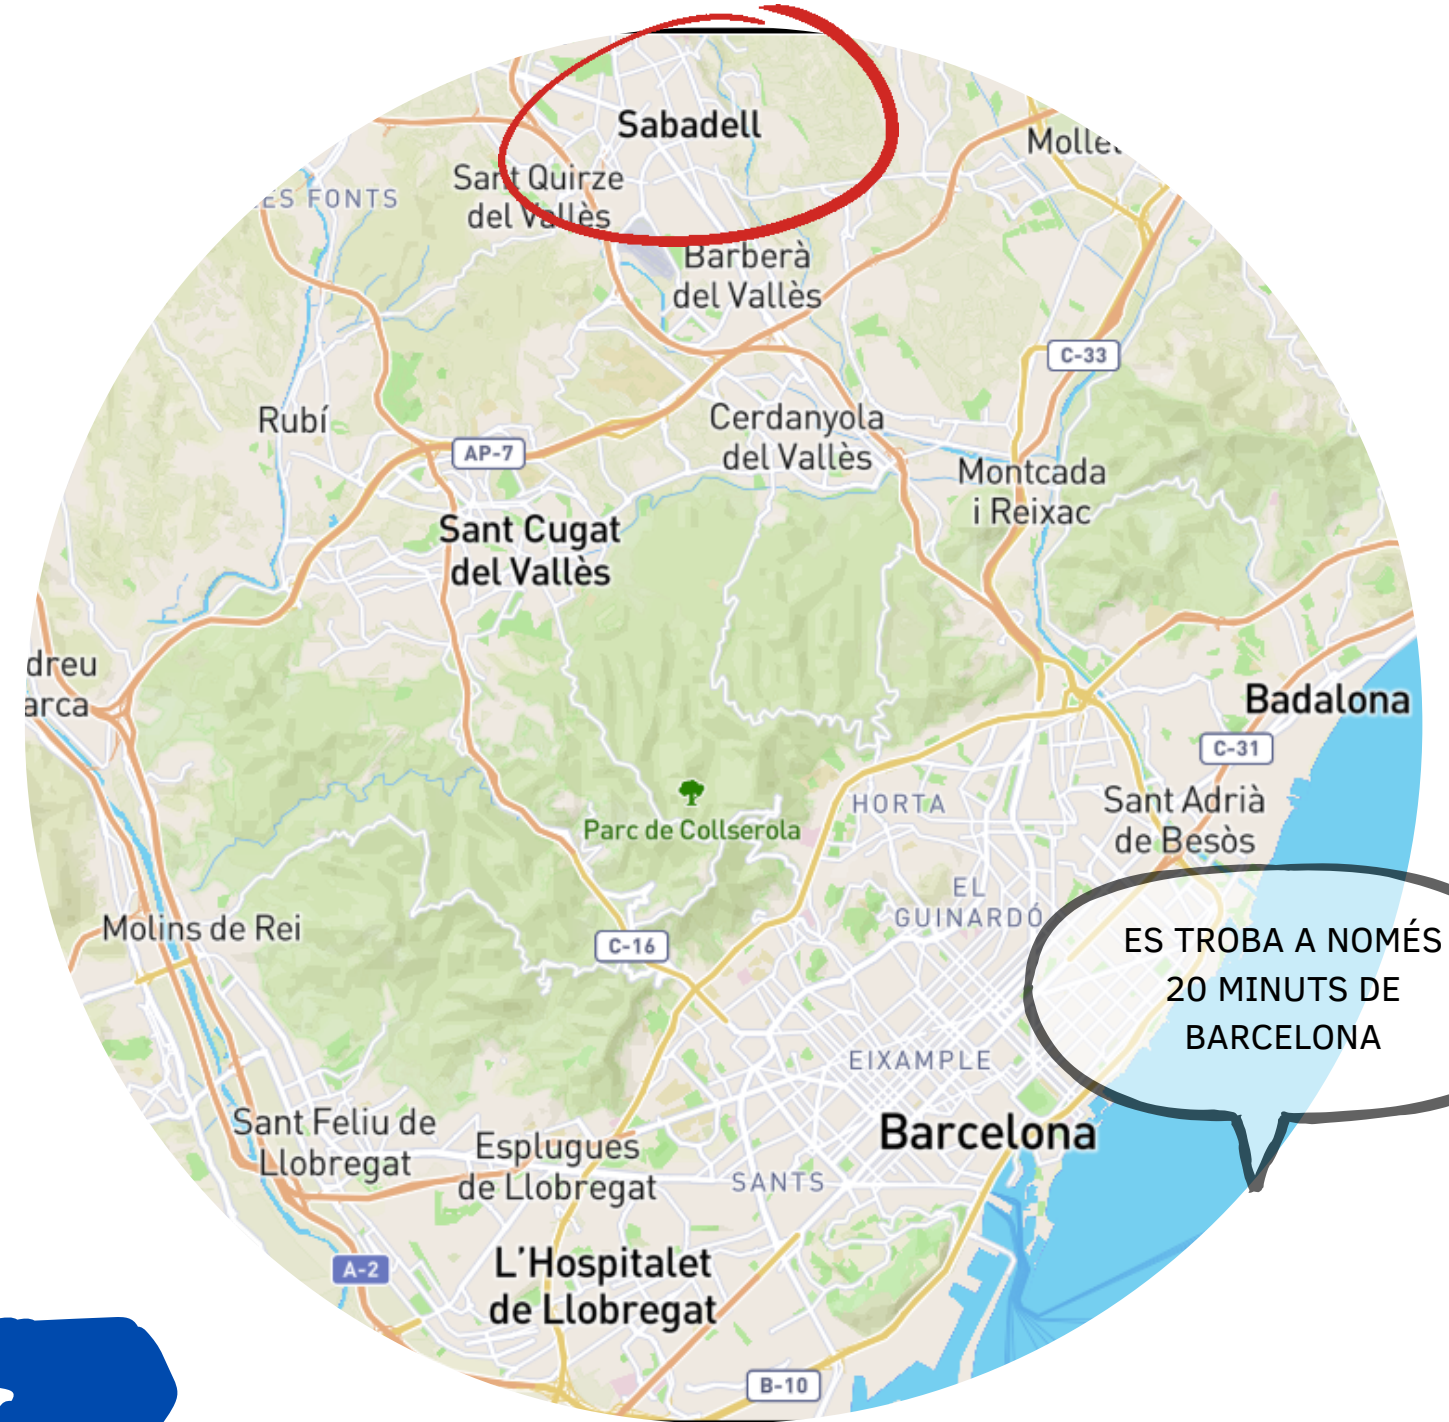 Sabadell
Mollet
Sant Quirze
del Vallès
ES FONTS
Barberà
del Vallès
C-33
Rubí
Cerdanyola
del Vallès
AP-7
Montcada
i Reixac
Sant Cugat
del Vallès
dreu
arca
Badalona
C-31
HORTA
Sant Adrià
de Besòs
Parc de Collserola
EL
GUINARDÓ
Molins de Rei
C-16
ES TROBA A NOMÉS
20 MINUTS DE
BARCELONA
EIXAMPLE
Barcelona
Sant Feliu de
Llobregat
Esplugues
de Llobregat
SANTS
A-2
L'Hospitalet
de Llobregat
B-10